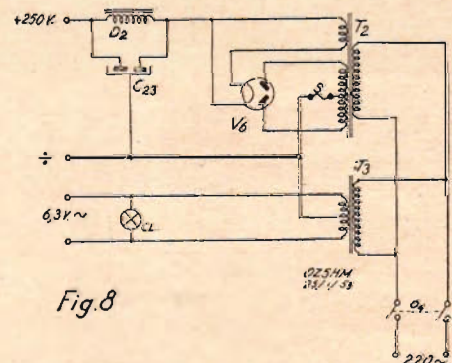 +250V.
D2
C23
T2
S
V6
÷
T3
6,3V.~
CL
OZ5HM
O4
220~
Fig.8